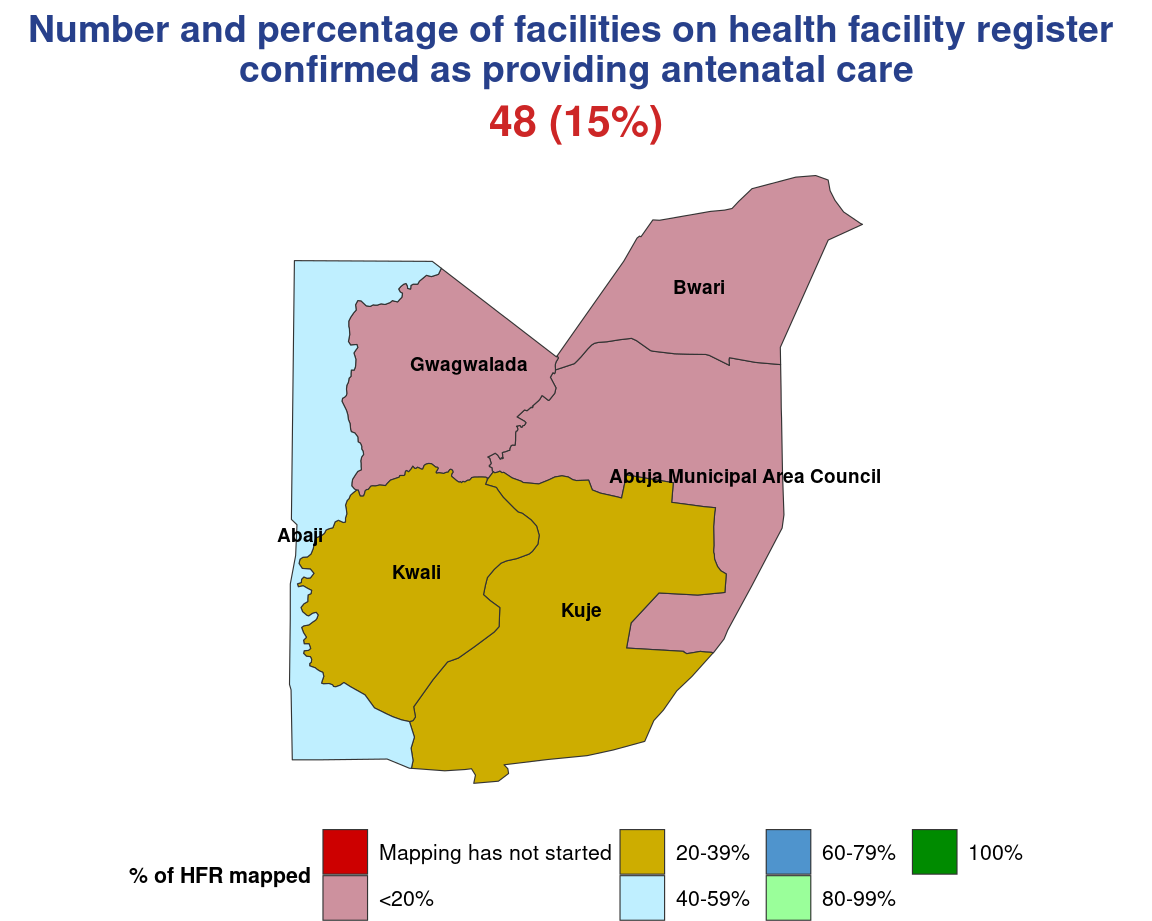 Number and percentage of facilities on health facility register
confirmed as providing antenatal care
48 (15%)
Bwari
Gwagwalada
Abuja Municipal Area Council
Abaji
Kwali
Kuje
% of HFR mapped
Mapping has not started
<20%
20-39%
40-59%
60-79%
80-99%
100%